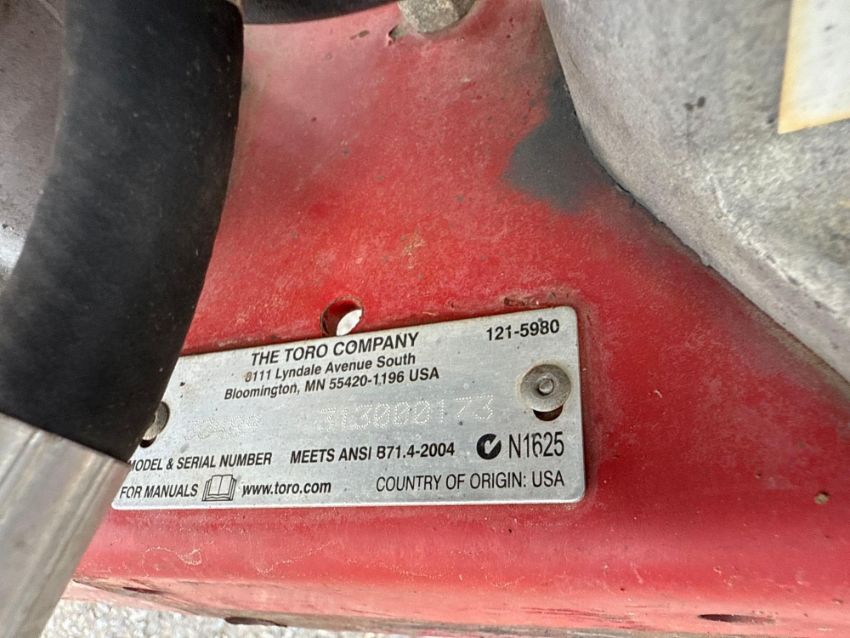 THE TORO COMPANY
121-5980
8111 Lyndale Avenue South
Bloomington, MN 55420-1196 USA
313000173
MODEL & SERIAL NUMBER MEETS ANSI B71.4-2004 N1625
FOR MANUALS www.toro.com COUNTRY OF ORIGIN: USA